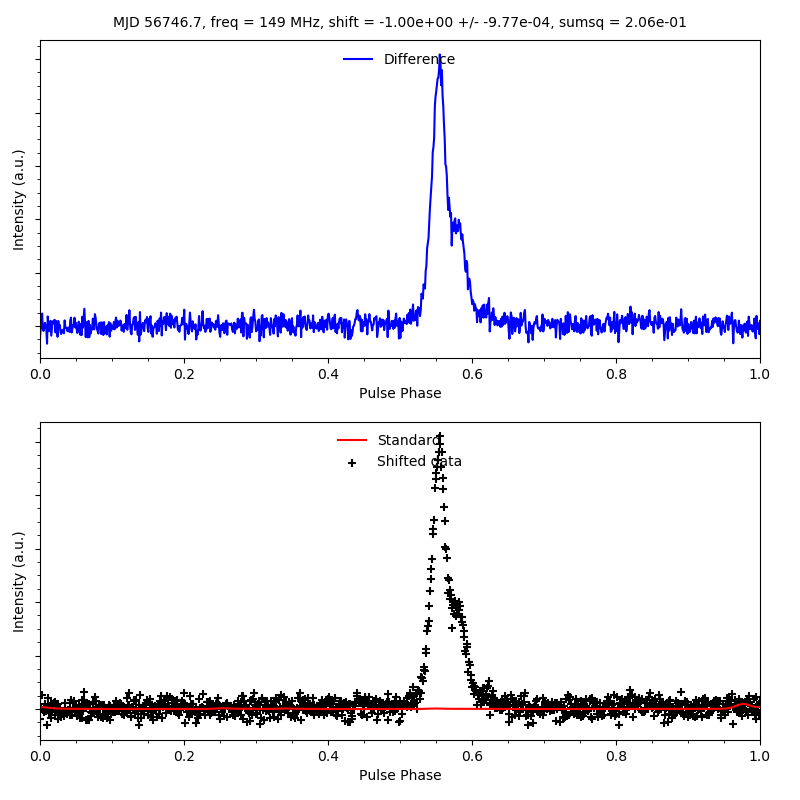 MJD 56746.7, freq = 149 MHz, shift = -1.00e+00 +/- -9.77e-04, sumsq = 2.06e-01
Difference
Intensity (a.u.)
0.0 0.2 0.4 0.6 0.8 1.0
Pulse Phase
Standard
Shifted data
Intensity (a.u.)
0.0 0.2 0.4 0.6 0.8 1.0
Pulse Phase